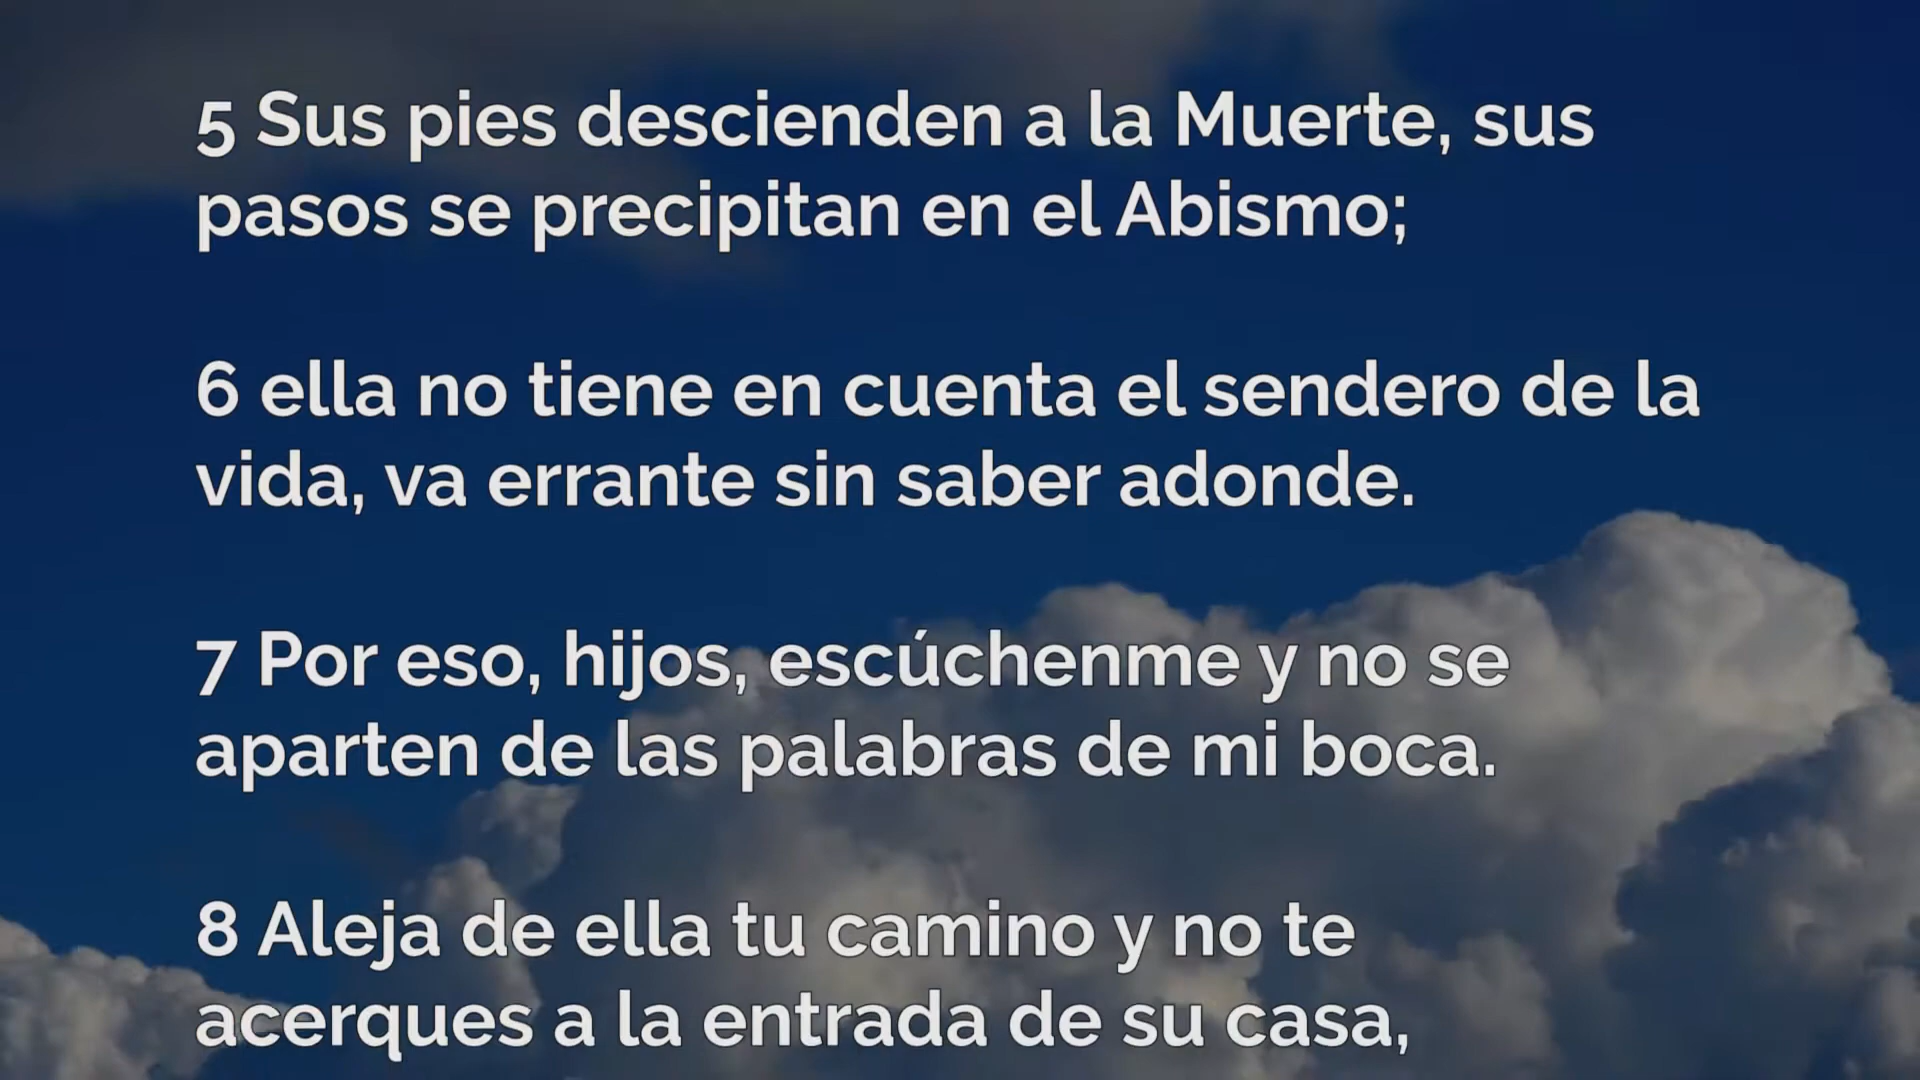 5 Sus pies descienden a la Muerte, sus
pasos se precipitan en el Abismo;
6 ella no tiene en cuenta el sendero de la
vida, va errante sin saber adonde.
7 Por eso, hijos, escúchenme y no se
aparten de las palabras de mi boca.
8 Aleja de ella tu camino y no te
acerques a la entrada de su casa,